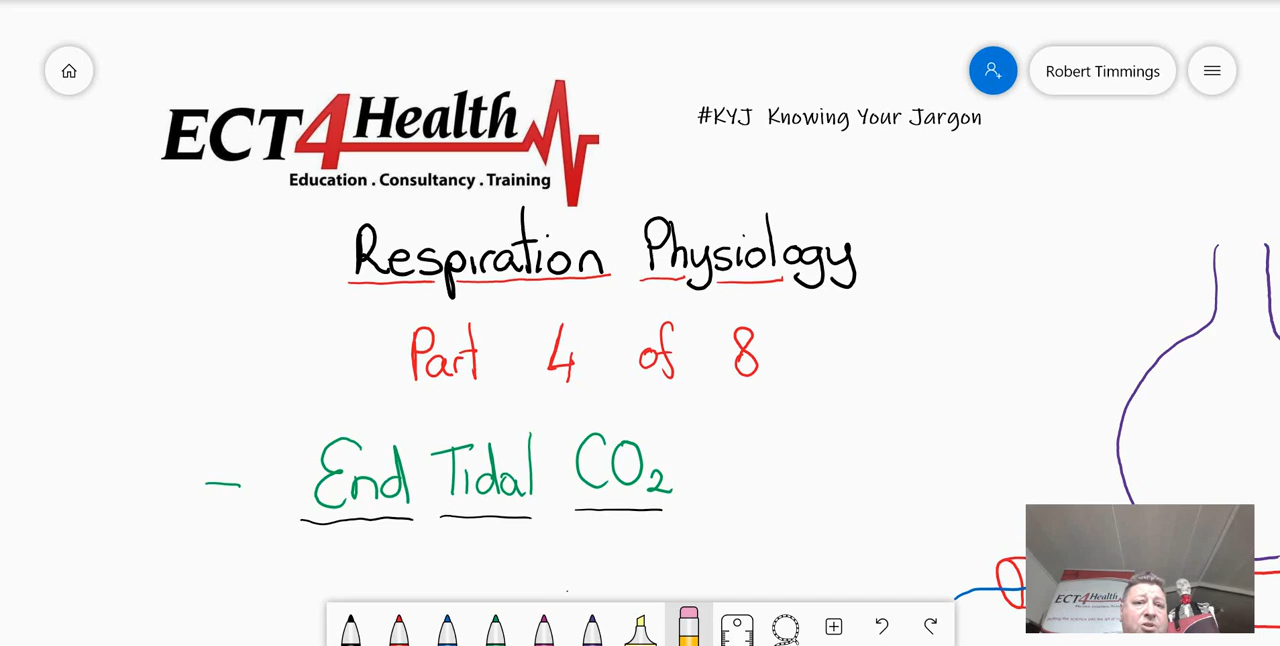 Robert Timmings
ECT4Health
#KYJ Knowing Your Jargon
Education . Consultancy . Training
Respiration Physiology
Part 4 of 8
- End Tidal CO₂
ECT4Health